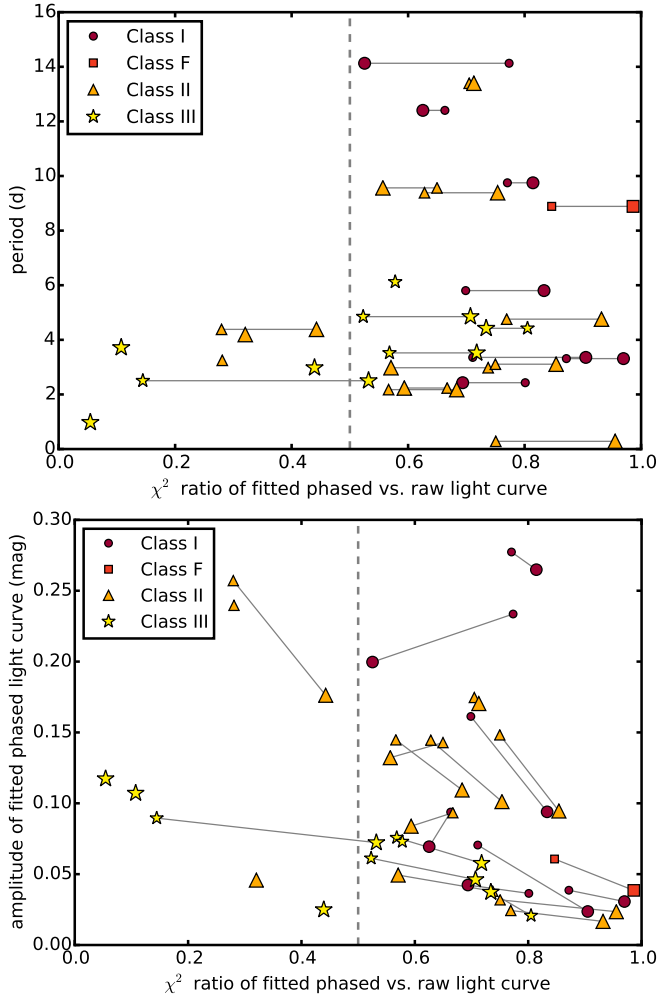 16
14
12
10
8
6
4
2
0
period (d)
Class I
Class F
Class II
Class III
0.0 0.2 0.4 0.6 0.8 1.0
χ² ratio of fitted phased vs. raw light curve
0.30
0.25
0.20
0.15
0.10
0.05
0.00
amplitude of fitted phased light curve (mag)
Class I
Class F
Class II
Class III
0.0 0.2 0.4 0.6 0.8 1.0
χ² ratio of fitted phased vs. raw light curve